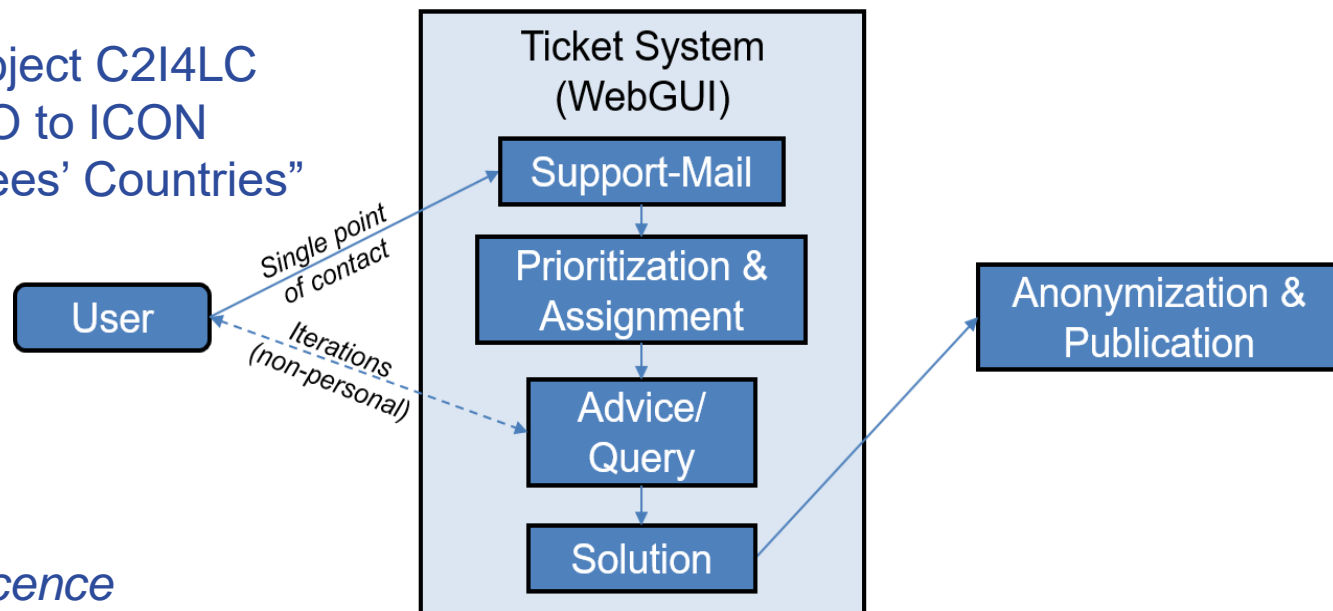 oject C2I4LC
O to ICON
ees’ Countries”
cence
User
Single point
of contact
Iterations
(non-personal)
Ticket System
(WebGUI)
Support-Mail
Prioritization &
Assignment
Advice/
Query
Solution
Anonymization &
Publication